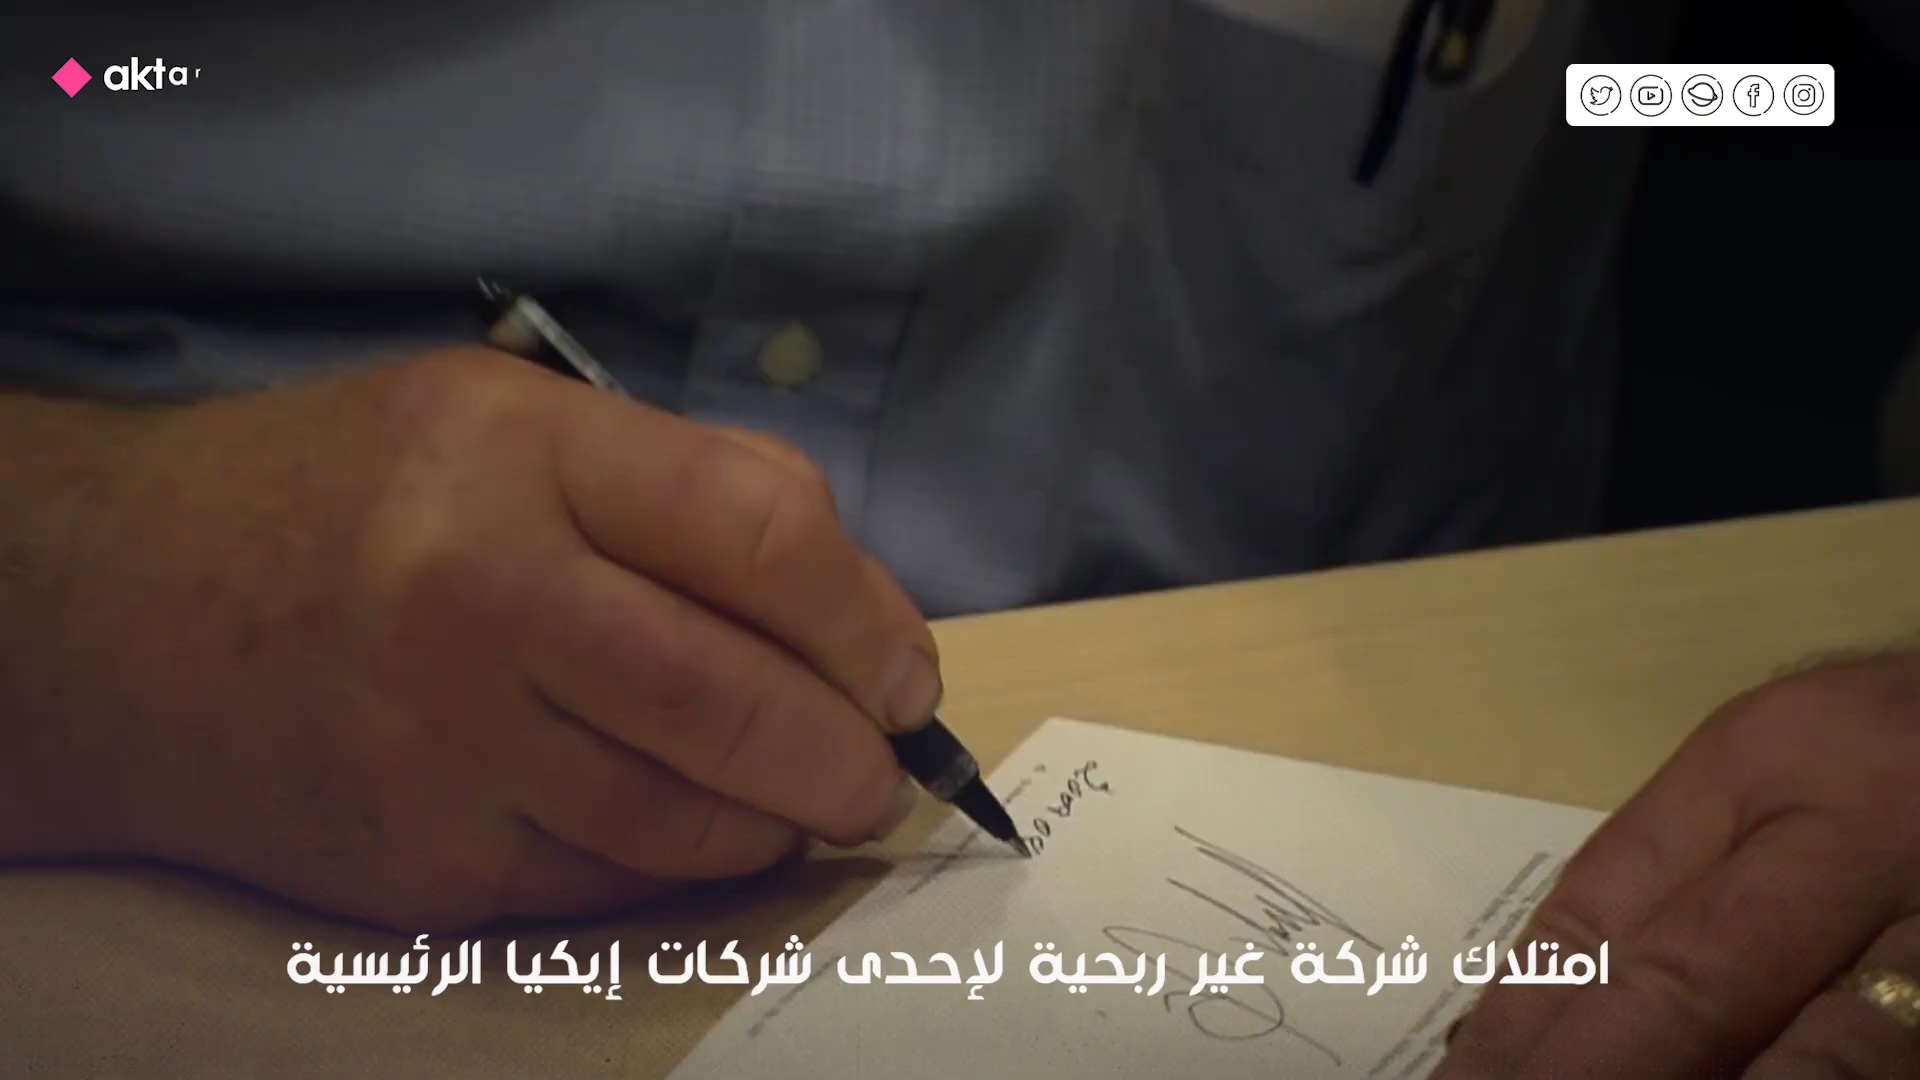 aktar
امتلاك شركة غير ربحية لإحدى شركات إيكيا الرئيسية